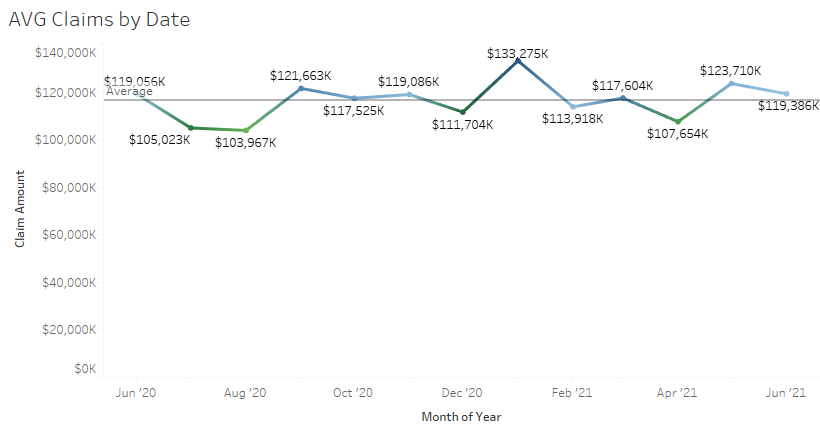 AVG Claims by Date
$140,000K
$120,000K
$100,000K
$80,000K
$60,000K
$40,000K
$20,000K
$0K
Claim Amount
$119,056K
Average
$105,023K
$103,967K
$121,663K
$117,525K
$119,086K
$111,704K
$133,275K
$113,918K
$117,604K
$107,654K
$123,710K
$119,386K
Jun '20
Aug '20
Oct '20
Dec '20
Feb '21
Apr '21
Jun '21
Month of Year